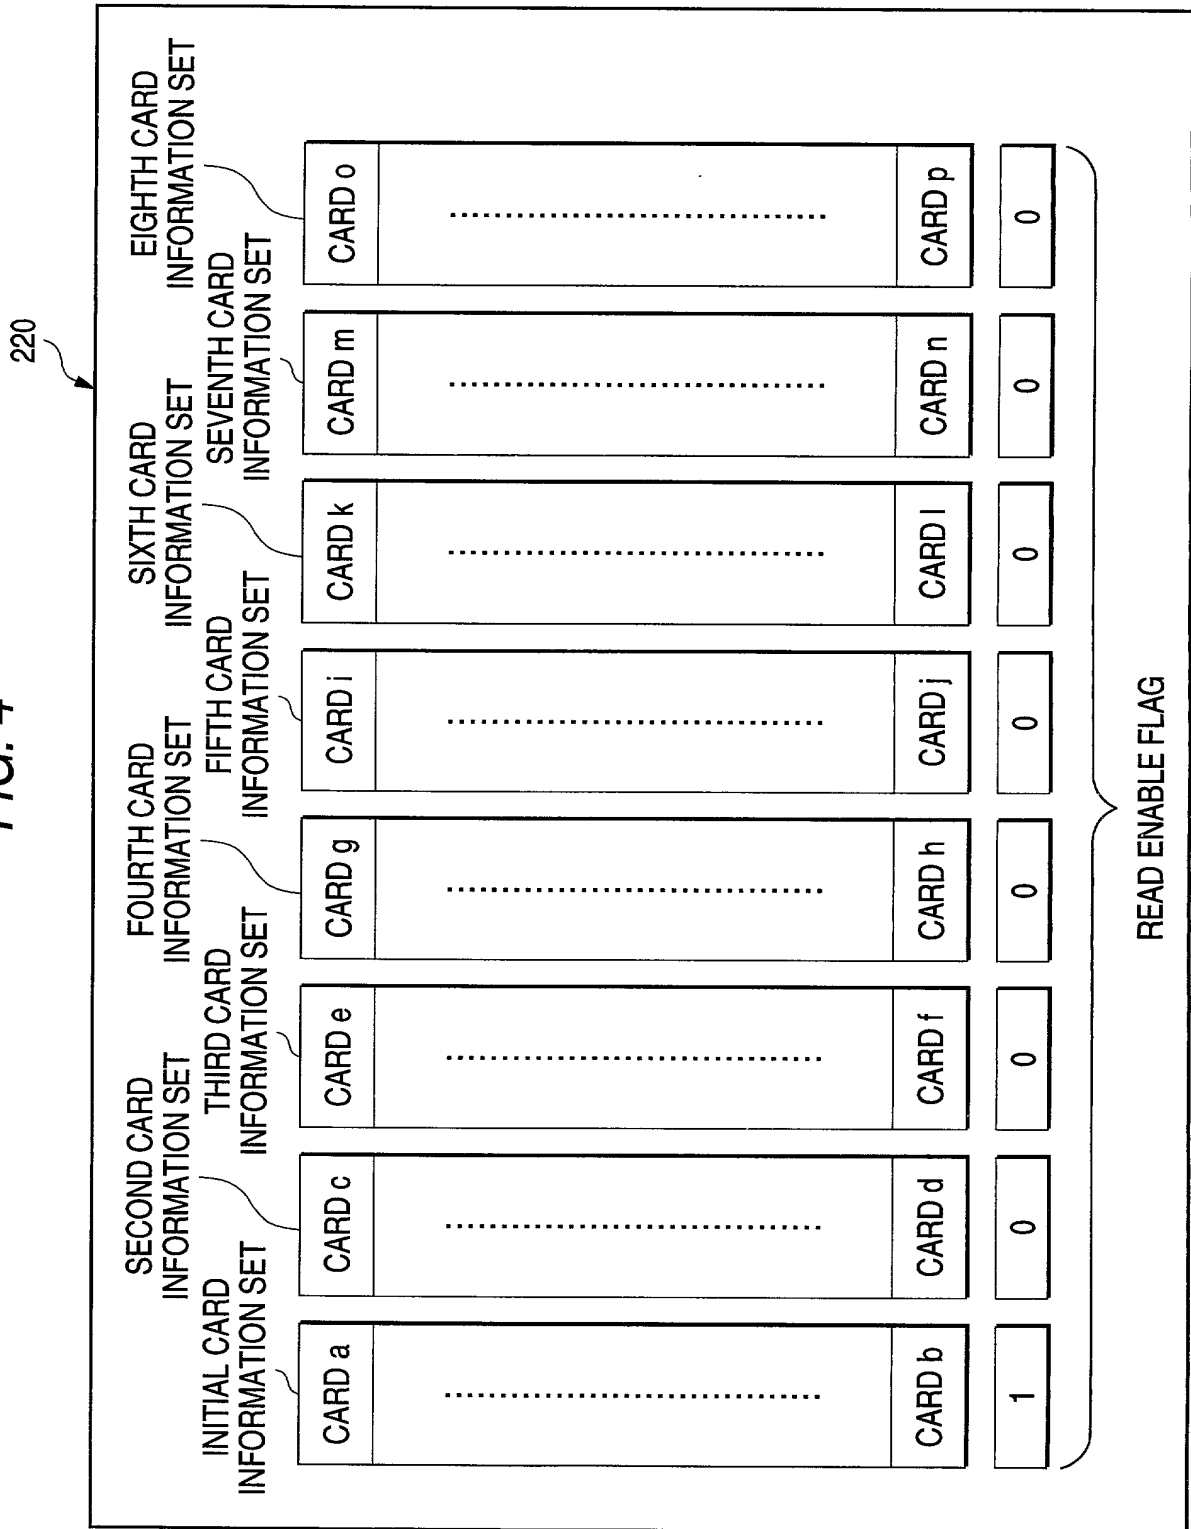 FIG. 4
220
INITIAL CARD
INFORMATION SET
SECOND CARD
INFORMATION SET
THIRD CARD
INFORMATION SET
FOURTH CARD
INFORMATION SET
FIFTH CARD
INFORMATION SET
SIXTH CARD
INFORMATION SET
SEVENTH CARD
INFORMATION SET
EIGHTH CARD
INFORMATION SET
CARD a
CARD c
CARD e
CARD g
CARD i
CARD k
CARD m
CARD o
CARD b
CARD d
CARD f
CARD h
CARD j
CARD l
CARD n
CARD p
1
0
0
0
0
0
0
0
READ ENABLE FLAG